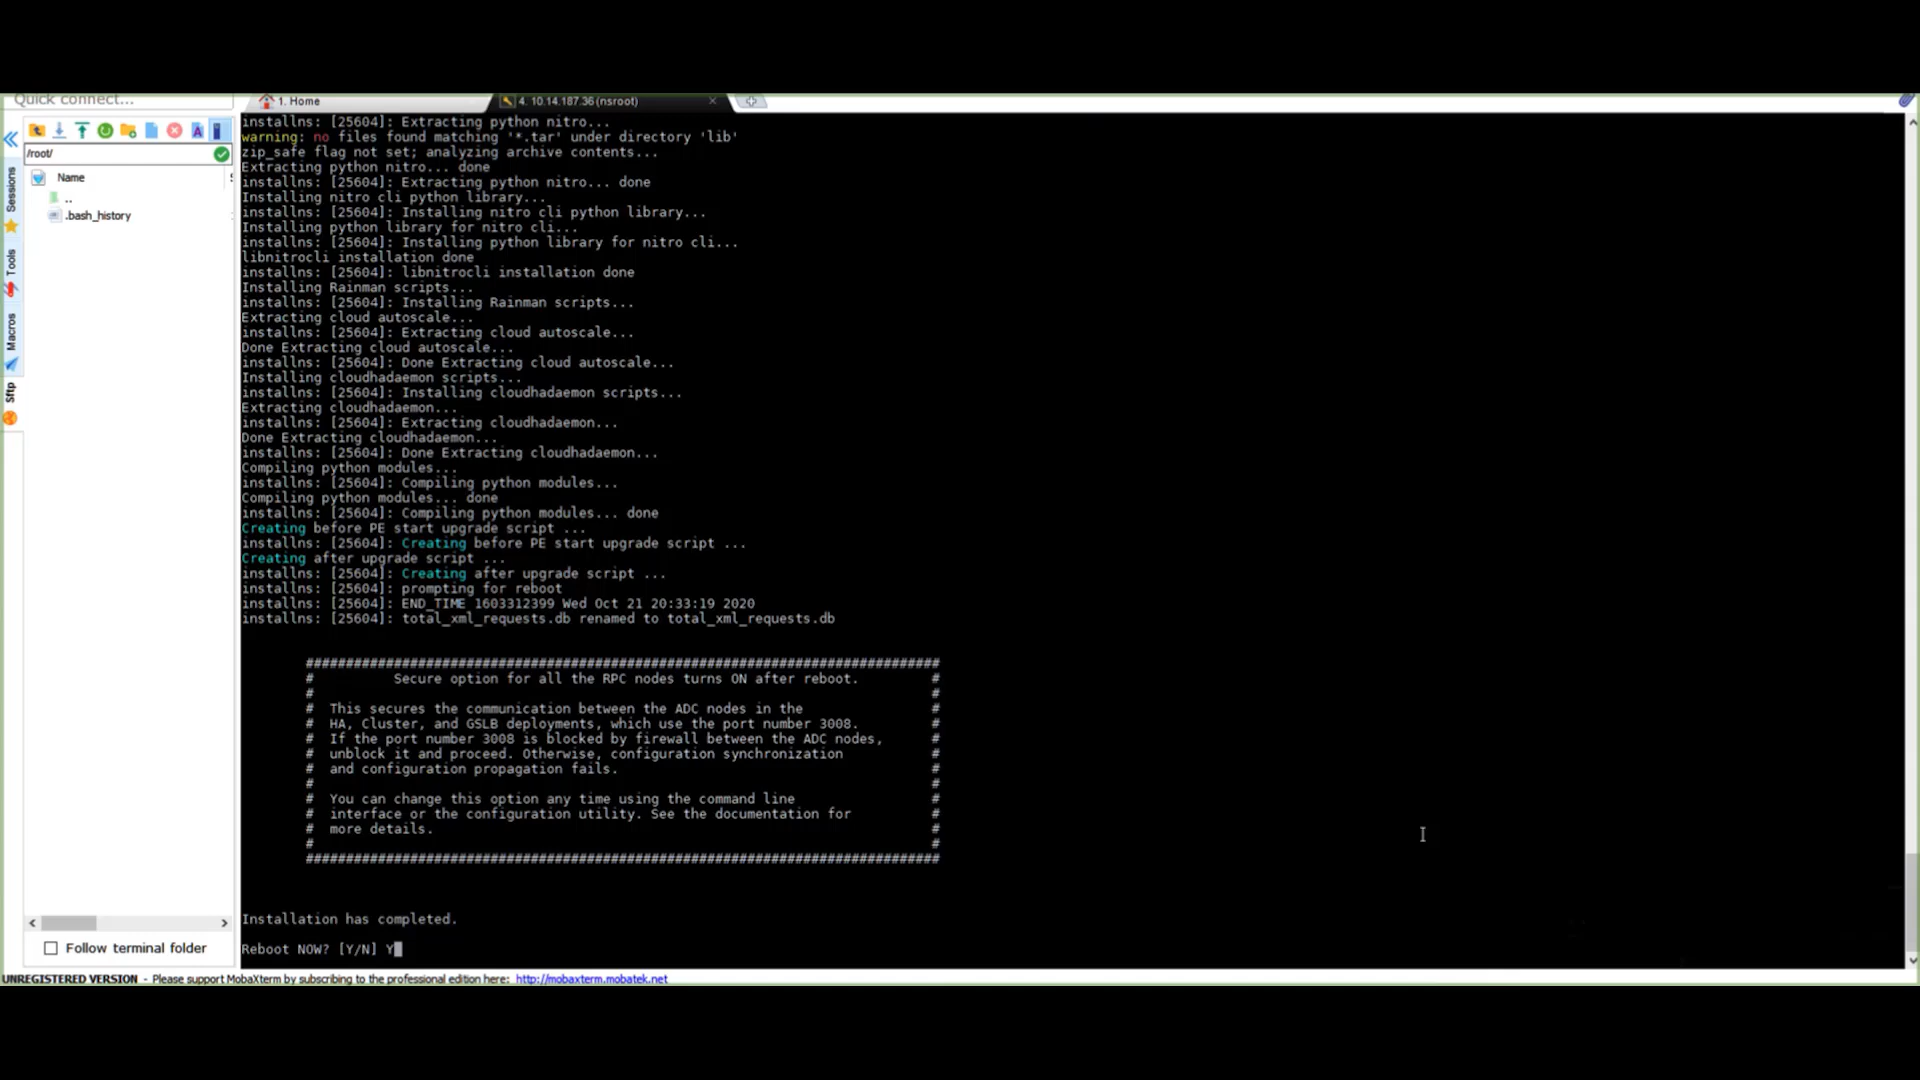 Quick connect...
1. Home
4. 10.14.187.36 (nsroot)
/root/
Name
..
.bash_history
Sessions
Tools
Macros
Sftp
installns: [25604]: Extracting python nitro...
warning: no files found matching '*.tar' under directory 'lib'
zip_safe flag not set; analyzing archive contents...
Extracting python nitro... done
installns: [25604]: Extracting python nitro... done
Installing nitro cli python library...
installns: [25604]: Installing nitro cli python library...
Installing python library for nitro cli...
installns: [25604]: Installing python library for nitro cli...
libnitrocli installation done
installns: [25604]: libnitrocli installation done
Installing Rainman scripts...
installns: [25604]: Installing Rainman scripts...
Extracting cloud autoscale...
installns: [25604]: Extracting cloud autoscale...
Done Extracting cloud autoscale...
installns: [25604]: Done Extracting cloud autoscale...
Installing cloudhadaemon scripts...
installns: [25604]: Installing cloudhadaemon scripts...
Extracting cloudhadaemon...
installns: [25604]: Extracting cloudhadaemon...
Done Extracting cloudhadaemon...
installns: [25604]: Done Extracting cloudhadaemon...
Compiling python modules...
installns: [25604]: Compiling python modules...
Compiling python modules... done
installns: [25604]: Compiling python modules... done
Creating before PE start upgrade script ...
installns: [25604]: Creating before PE start upgrade script ...
Creating after upgrade script ...
installns: [25604]: Creating after upgrade script ...
installns: [25604]: prompting for reboot
installns: [25604]: END_TIME 1603312399 Wed Oct 21 20:33:19 2020
installns: [25604]: total_xml_requests.db renamed to total_xml_requests.db
###############################################################################
# Secure option for all the RPC nodes turns ON after reboot. #
# #
# This secures the communication between the ADC nodes in the #
# HA, Cluster, and GSLB deployments, which use the port number 3008. #
# If the port number 3008 is blocked by firewall between the ADC nodes, #
# unblock it and proceed. Otherwise, configuration synchronization #
# and configuration propagation fails. #
# #
# You can change this option any time using the command line #
# interface or the configuration utility. See the documentation for #
# more details. #
# #
###############################################################################
Installation has completed.
Reboot NOW? [Y/N] Y
Follow terminal folder
UNREGISTERED VERSION - Please support MobaXterm by subscribing to the professional edition here: http://mobaxterm.mobatek.net